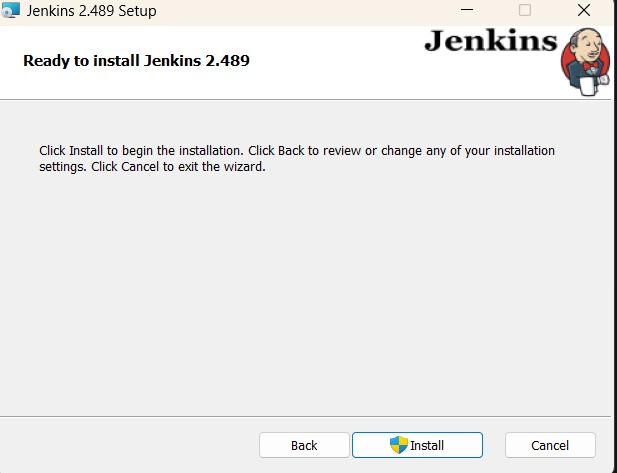 Jenkins 2.489 Setup
Jenkins
Ready to install Jenkins 2.489
Click Install to begin the installation. Click Back to review or change any of your installation
settings. Click Cancel to exit the wizard.
Back
Install
Cancel